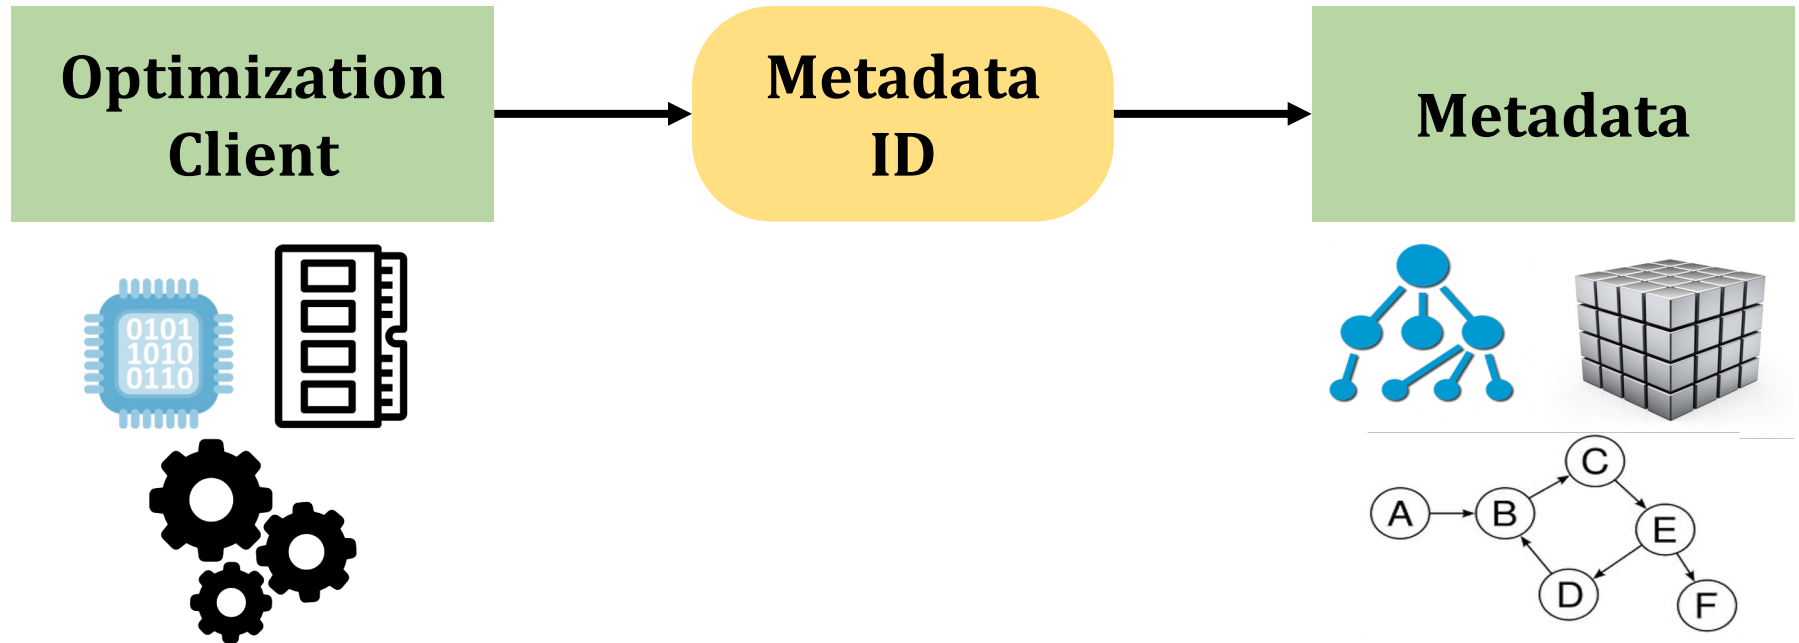 Optimization
Client
Metadata
ID
Metadata
0101
1010
0110
A
B
C
E
D
F